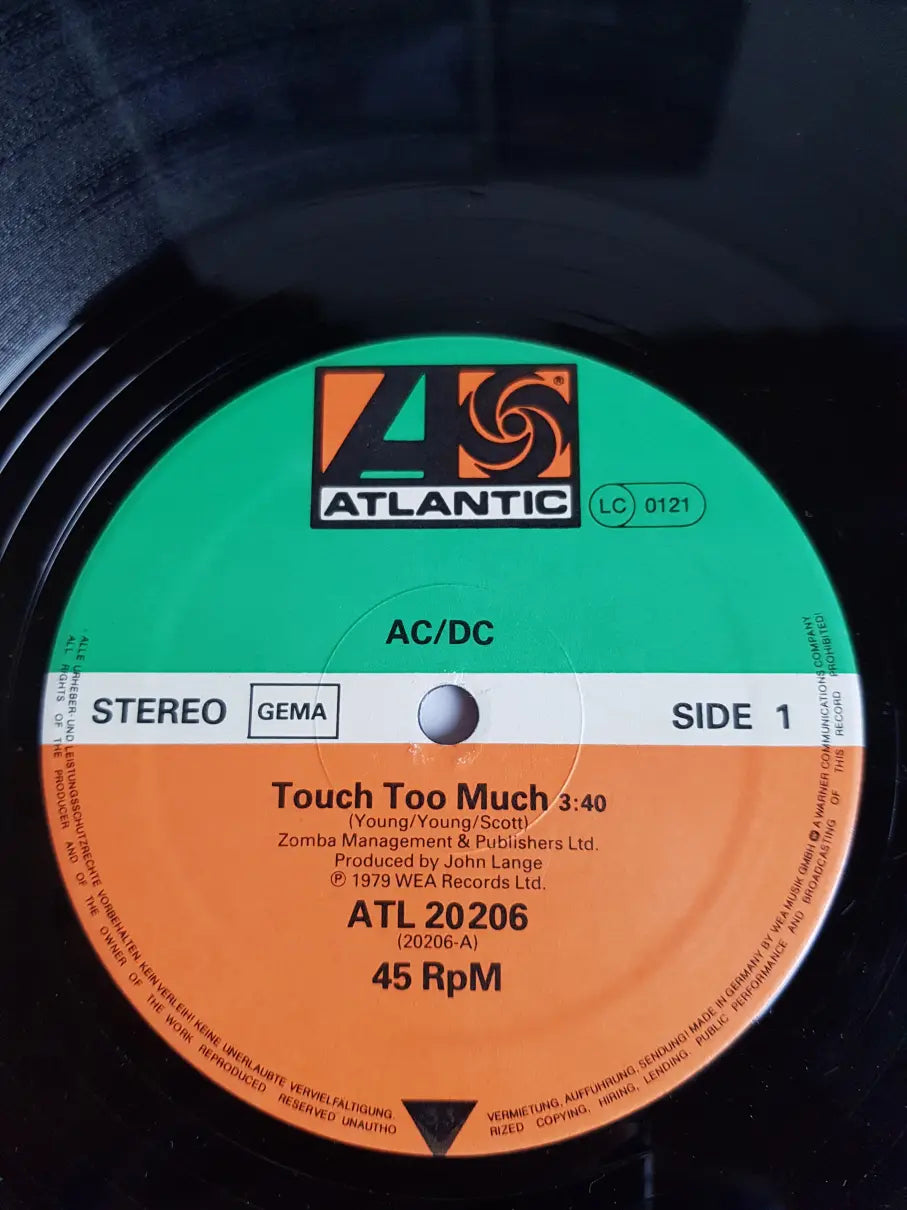 ATLANTIC
®
LC 0121
AC/DC
STEREO GEMA SIDE 1
Touch Too Much 3:40
(Young/Young/Scott)
Zomba Management & Publishers Ltd.
Produced by John Lange
℗ 1979 WEA Records Ltd.
ATL 20206
(20206-A)
45 RpM
ALLE URHEBER- UND LEISTUNGSSCHUTZRECHTE VORBEHALTEN. KEIN VERLEIH! KEINE UNERLAUBTE VERVIELFÄLTIGUNG, VERMIETUNG, AUFFÜHRUNG, SENDUNG! MADE IN GERMANY BY WEA MUSIK GMBH A WARNER COMMUNICATIONS COMPANY
ALL RIGHTS OF THE PRODUCER AND OF THE OWNER OF THE WORK REPRODUCED RESERVED UNAUTHORIZED COPYING, HIRING, LENDING, PUBLIC PERFORMANCE AND BROADCASTING OF THIS RECORD PROHIBITED!